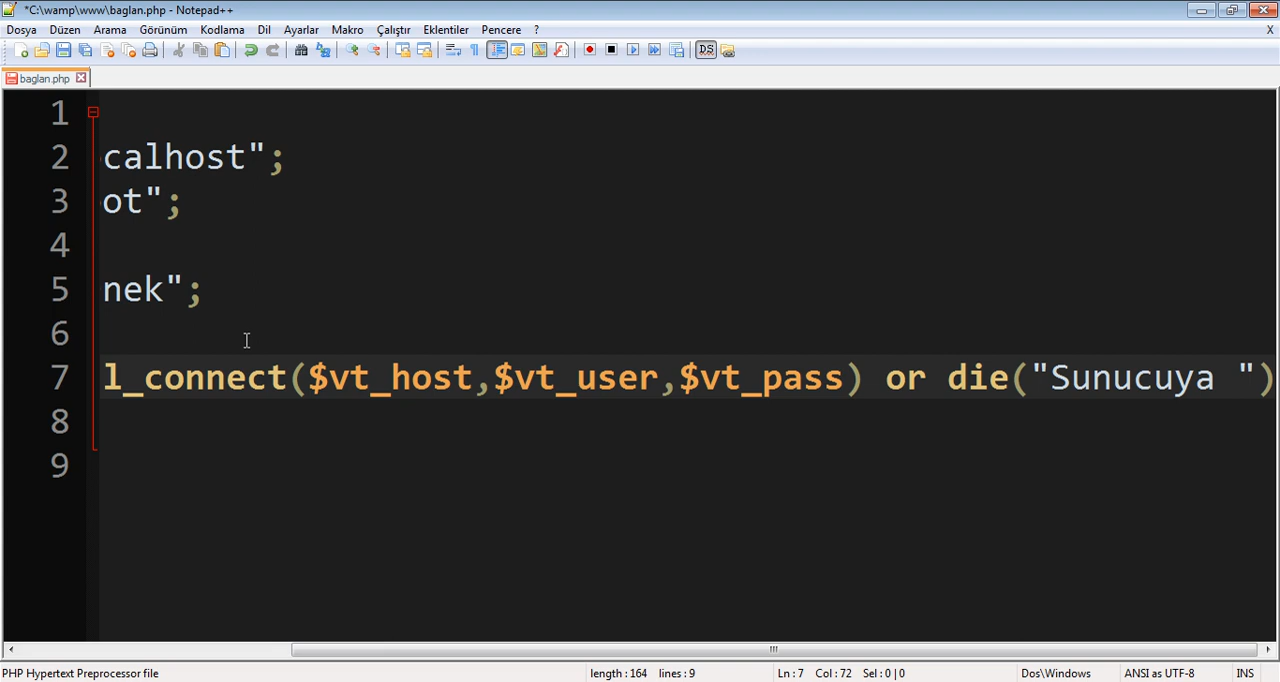 *C:\wamp\www\baglan.php - Notepad++
Dosya Düzen Arama Görünüm Kodlama Dil Ayarlar Makro Çalıştır Eklentiler Pencere ? X
DS
baglan.php
1
2 calhost";
3 ot";
4
5 nek";
6
7 l_connect($vt_host,$vt_user,$vt_pass) or die("Sunucuya ")
8
9
PHP Hypertext Preprocessor file length : 164 lines : 9 Ln : 7 Col : 72 Sel : 0 | 0 Dos\Windows ANSI as UTF-8 INS